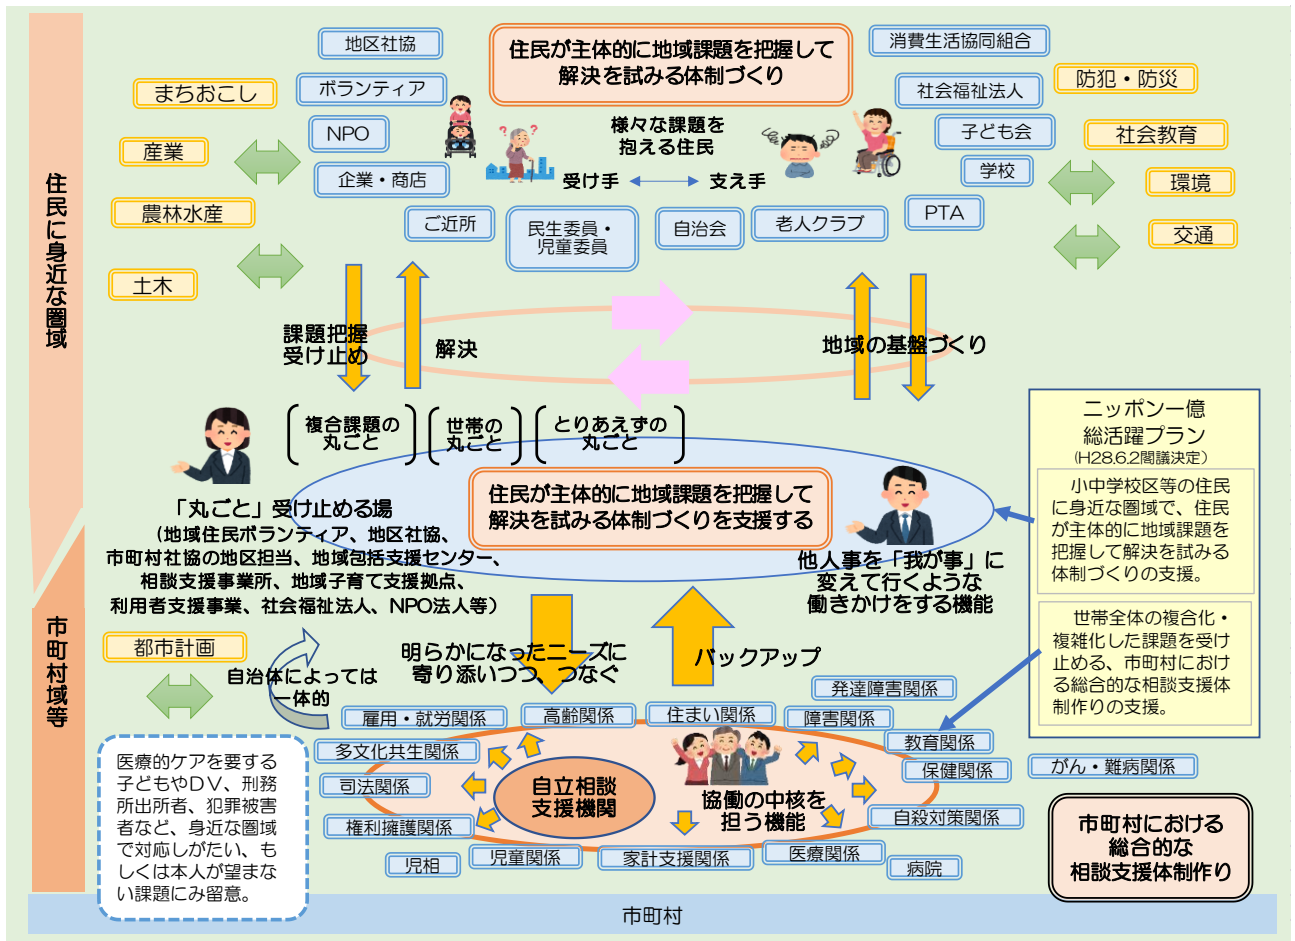 住民に身近な圏域
市町村域等
地区社協
ボランティア
NPO
企業・商店
ご近所
民生委員・
児童委員
自治会
老人クラブ
PTA
学校
子ども会
社会福祉法人
消費生活協同組合
まちおこし
産業
農林水産
土木
防犯・防災
社会教育
環境
交通
住民が主体的に地域課題を把握して
解決を試みる体制づくり
様々な課題を
抱える住民
受け手
支え手
?
?
課題把握
受け止め
解決
地域の基盤づくり
複合課題の
丸ごと
世帯の
丸ごと
とりあえずの
丸ごと
住民が主体的に地域課題を把握して
解決を試みる体制づくりを支援する
「丸ごと」受け止める場
(地域住民ボランティア、地区社協、
市町村社協の地区担当、地域包括支援センター、
相談支援事業所、地域子育て支援拠点、
利用者支援事業、社会福祉法人、NPO法人等)
他人事を「我が事」に
変えて行くような
働きかけをする機能
ニッポン一億
総活躍プラン
(H28.6.2閣議決定)
小中学校区等の住民
に身近な圏域で、住民
が主体的に地域課題を
把握して解決を試みる
体制づくりの支援。
世帯全体の複合化・
複雑化した課題を受け
止める、市町村におけ
る総合的な相談支援体
制作りの支援。
都市計画
自治体によっては
一体的
明らかになったニーズに
寄り添いつつ、つなぐ
バックアップ
雇用・就労関係
高齢関係
住まい関係
発達障害関係
障害関係
教育関係
保健関係
がん・難病関係
自殺対策関係
多文化共生関係
司法関係
権利擁護関係
児相
児童関係
家計支援関係
医療関係
病院
自立相談
支援機関
協働の中核を
担う機能
医療的ケアを要する
子どもやＤＶ、刑務
所出所者、犯罪被害
者など、身近な圏域
で対応しがたい、も
しくは本人が望まな
い課題にみ留意。
市町村における
総合的な
相談支援体制作り
市町村